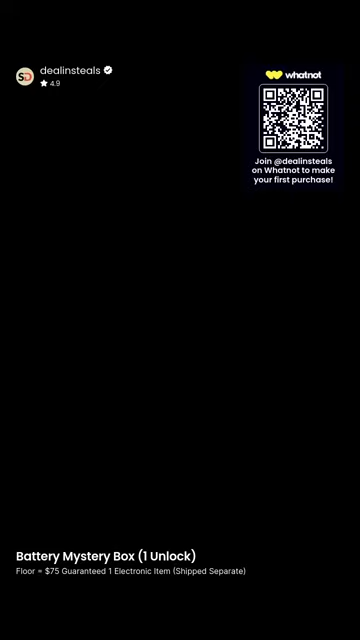 SD
dealinsteals
4.9
whatnot
Join @dealinsteals
on Whatnot to make
your first purchase!
Battery Mystery Box (1 Unlock)
Floor = $75 Guaranteed 1 Electronic Item (Shipped Separate)